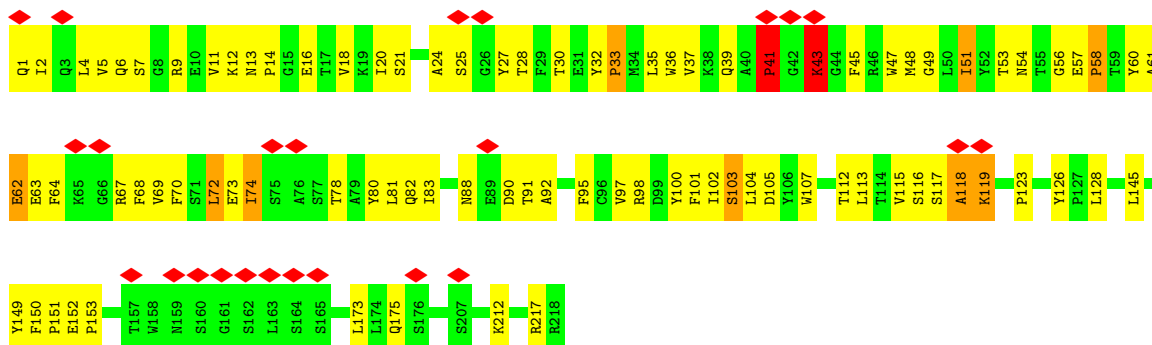 Q1 I2 Q3 L4 V5 Q6 S7 G8 R9 E10 V11 K12 N13 P14 G15 E16 T17 V18 K19 I20 S21 A24 S25 G26 Y27 T28 F29 T30 E31 Y32 P33 M34 L35 W36 V37 K38 Q39 A40 P41 G42 K43 G44 F45 R46 W47 M48 G49 L50 I51 Y52 T53 N54 T55 G56 E57 P58 T59 Y60 A61
E62 E63 F64 K65 G66 R67 F68 V69 F70 S71 L72 E73 I74 S75 A76 S77 T78 A79 Y80 L81 Q82 I83 N88 E89 D90 T91 A92 F95 C96 V97 R98 D99 Y100 F101 I102 S103 L104 D105 Y106 W107 T112 L113 T114 V115 S116 S117 A118 K119 P123 Y126 P127 L128 L145
Y149 F150 P151 E152 P153 T157 W158 N159 S160 G161 S162 L163 S164 S165 L173 L174 Q175 S176 S207 K212 R217 R218